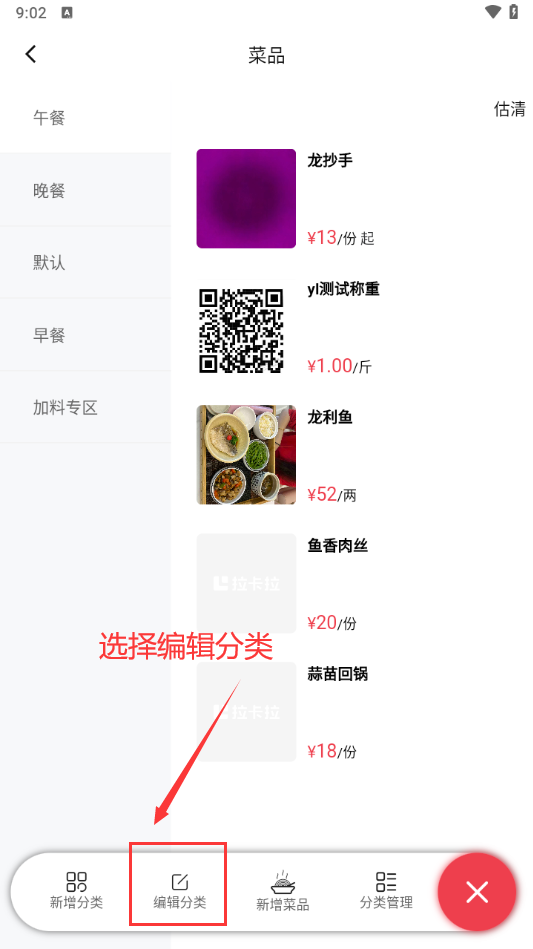 9:02
A
菜品
午餐
晚餐
默认
早餐
加料专区
估清
龙抄手
¥13/份 起
yl测试称重
¥1.00/斤
龙利鱼
¥52/两
拉卡拉
鱼香肉丝
¥20/份
选择编辑分类
拉卡拉
蒜苗回锅
¥18/份
新增分类
编辑分类
新增菜品
分类管理